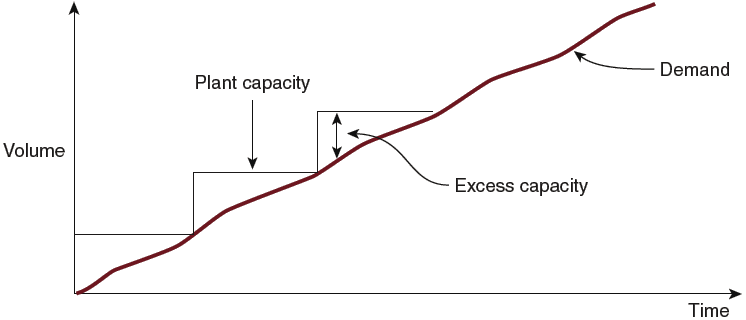 Demand
Plant capacity
Volume
Excess capacity
Time